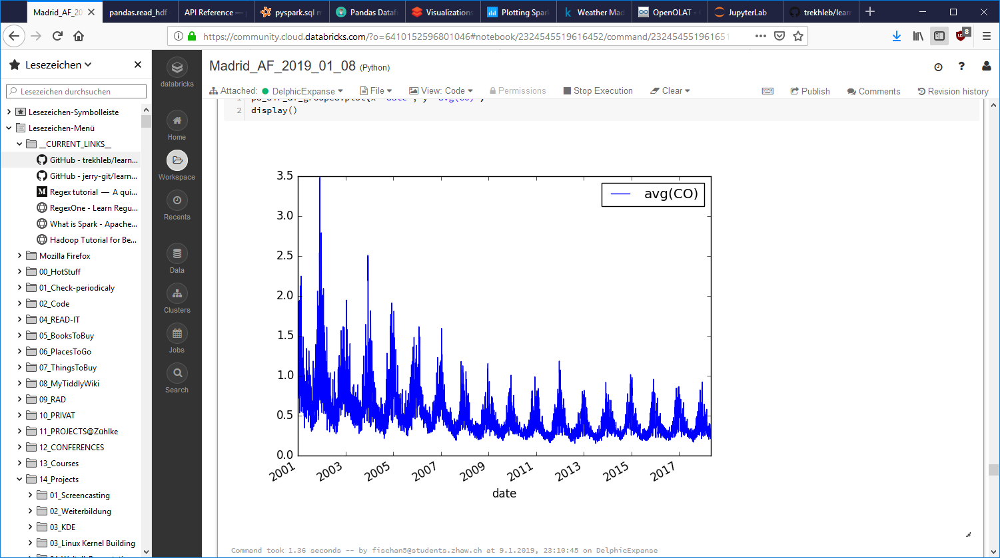 Madrid_AF_20
pandas.read_hdf
API Reference —
pyspark.sql m
Pandas Dataf
Visualizations
Plotting Spark
Weather Mad
OpenOLAT -
JupyterLab
trekhleb/lear
https://community.cloud.databricks.com/?o=6410152596801046#notebook/2324545519616452/command/232454551961651
8
Lesezeichen
Lesezeichen durchsuchen
Lesezeichen-Symbolleiste
Lesezeichen-Menü
__CURRENT_LINKS__
GitHub - trekhleb/learn...
GitHub - jerry-git/learn...
Regex tutorial — A qui...
RegexOne - Learn Regu...
What is Spark - Apache...
Hadoop Tutorial for Be...
Mozilla Firefox
00_HotStuff
01_Check-periodicaly
02_Code
04_READ-IT
05_BooksToBuy
06_PlacesToGo
07_ThingsToBuy
08_MyTiddlyWiki
09_RAD
10_PRIVAT
11_PROJECTS@Zühlke
12_CONFERENCES
13_Courses
14_Projects
01_Screencasting
02_Weiterbildung
03_KDE
03_Linux Kernel Building
databricks
Home
Workspace
Recents
Data
Clusters
Jobs
Search
Madrid_AF_2019_01_08 (Python)
Attached: DelphicExpanse File View: Code Permissions Stop Execution Clear Publish Comments Revision history
2 display()
avg(CO)
3.5
3.0
2.5
2.0
1.5
1.0
0.5
0.0
2001 2003 2005 2007 2009 2011 2013 2015 2017
date
Command took 1.36 seconds -- by fischan5@students.zhaw.ch at 9.1.2019, 23:10:45 on DelphicExpanse